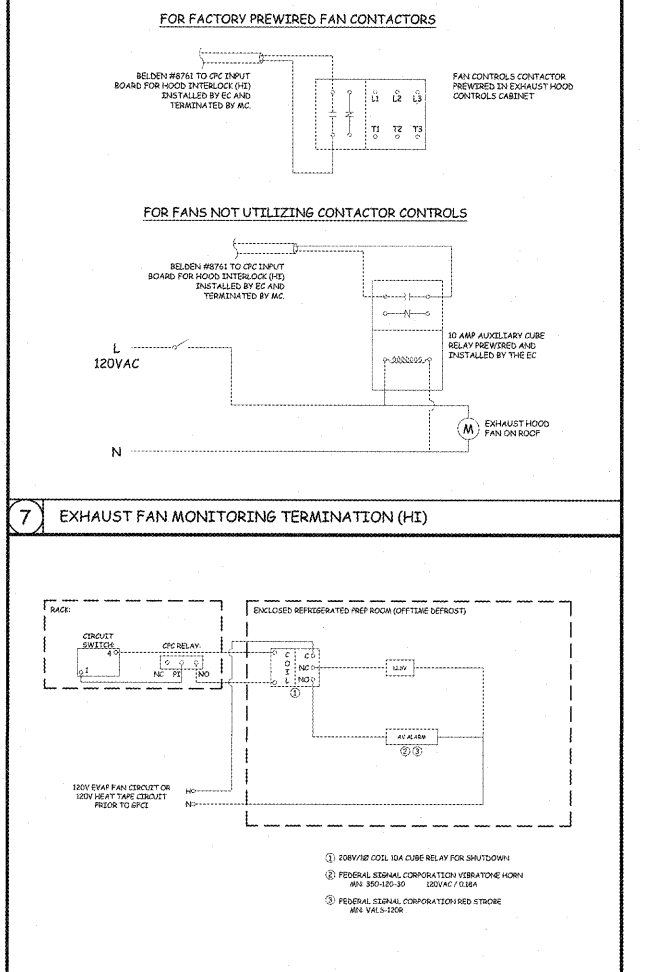 FOR FACTORY PREWIRED FAN CONTACTORS
BELDEN #8761 TO CPC INPUT
BOARD FOR HOOD INTERLOCK (HI)
INSTALLED BY EC AND
TERMINATED BY MC.
L1 L2 L3
T1 T2 T3
FAN CONTROLS CONTACTOR
PREWIRED IN EXHAUST HOOD
CONTROLS CABINET
FOR FANS NOT UTILIZING CONTACTOR CONTROLS
BELDEN #8761 TO CPC INPUT
BOARD FOR HOOD INTERLOCK (HI)
INSTALLED BY EC AND
TERMINATED BY MC.
10 AMP AUXILIARY CUBE
RELAY PREWIRED AND
INSTALLED BY THE EC
L
120VAC
M
EXHAUST HOOD
FAN ON ROOF
N
7 EXHAUST FAN MONITORING TERMINATION (HI)
RACK:
CIRCUIT
SWITCH:
4
1
CPC RELAY:
NC PI NO
ENCLOSED REFRIGERATED PREP ROOM (OFFTIME DEFROST)
COIL
C
NC
NO
1
AV ALARM
2 3
120V EVAP FAN CIRCUIT OR
120V HEAT TAPE CIRCUIT
PRIOR TO GFCI
H
N
1 208V/1Ø COIL 10A CUBE RELAY FOR SHUTDOWN
2 FEDERAL SIGNAL CORPORATION VIBRATONE HORN
MN: 350-120-30 120VAC / 0.18A
3 FEDERAL SIGNAL CORPORATION RED STROBE
MN: VALS-120R